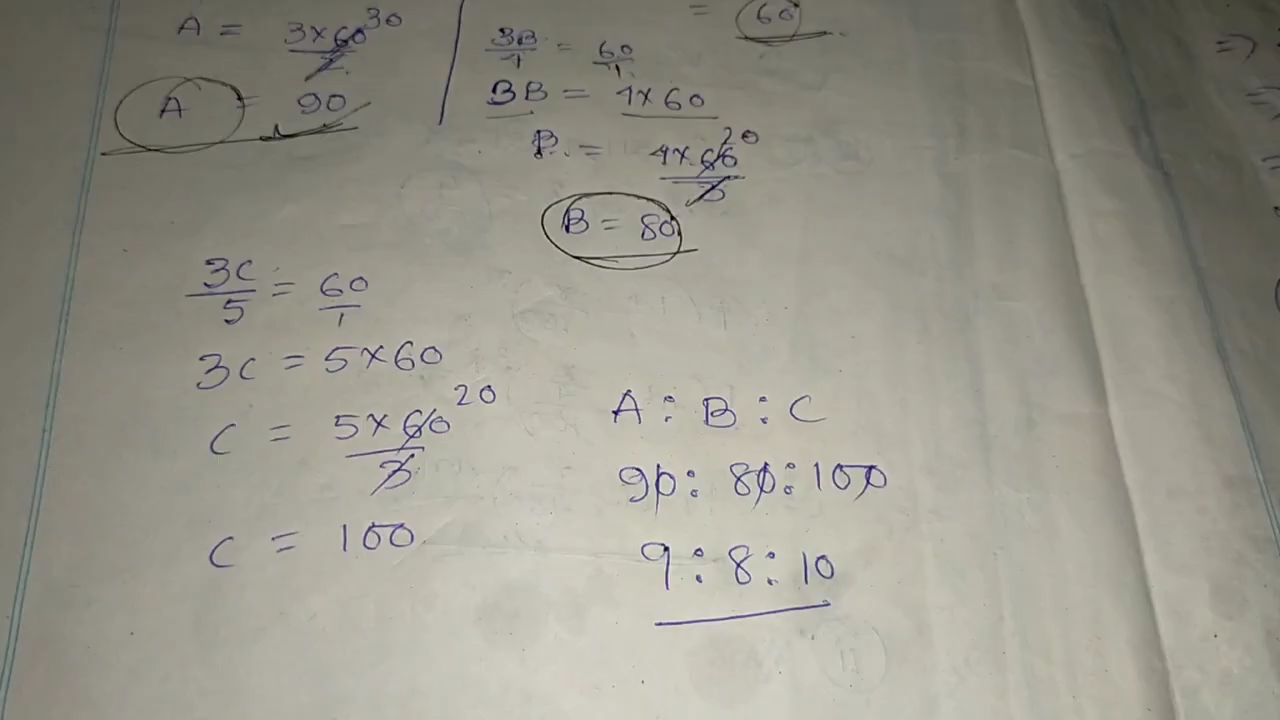 A = 3×60 30 / 2
A = 90
= 60
3B/4 = 60/1
3B = 4×60
B = 4×60 20 / 3
B = 80
3C/5 = 60/1
3C = 5×60
C = 5×60 20 / 3
C = 100
A : B : C
90 : 80 : 100
9 : 8 : 10